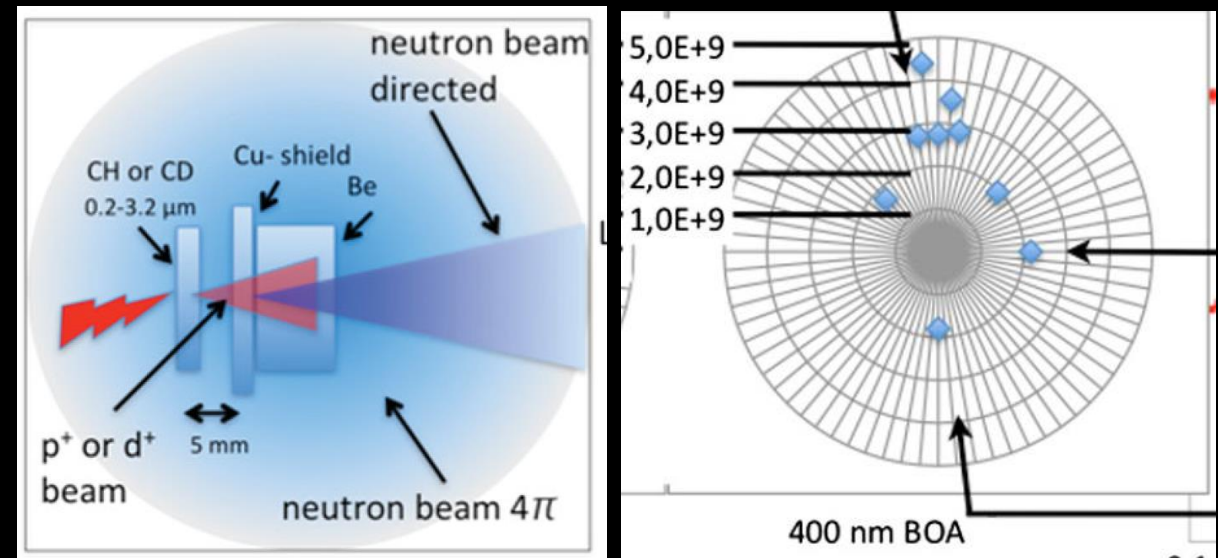 neutron beam
directed
CH or CD
0.2-3.2 μm
Cu- shield
Be
p⁺ or d⁺
beam
5 mm
neutron beam 4π
5,0E+9
4,0E+9
3,0E+9
2,0E+9
1,0E+9
400 nm BOA